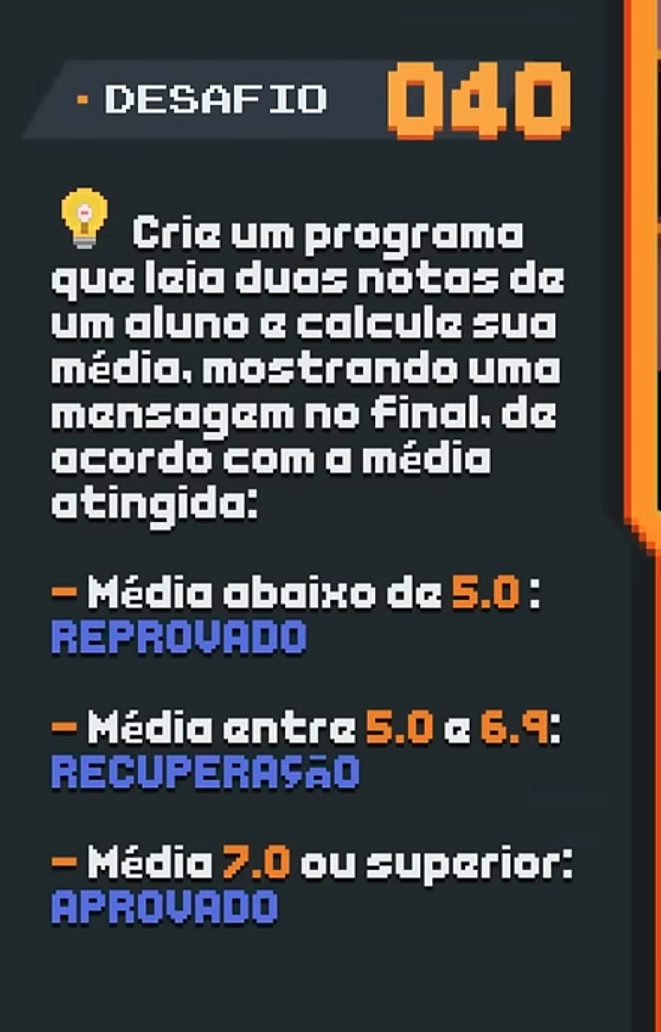 · DESAFIO 040
Crie um programa
que leia duas notas de
um aluno e calcule sua
média, mostrando uma
mensagem no final, de
acordo com a média
atingida:
- Média abaixo de 5.0 :
REPROVADO
- Média entre 5.0 e 6.9:
RECUPERAÇÃO
- Média 7.0 ou superior:
APROVADO